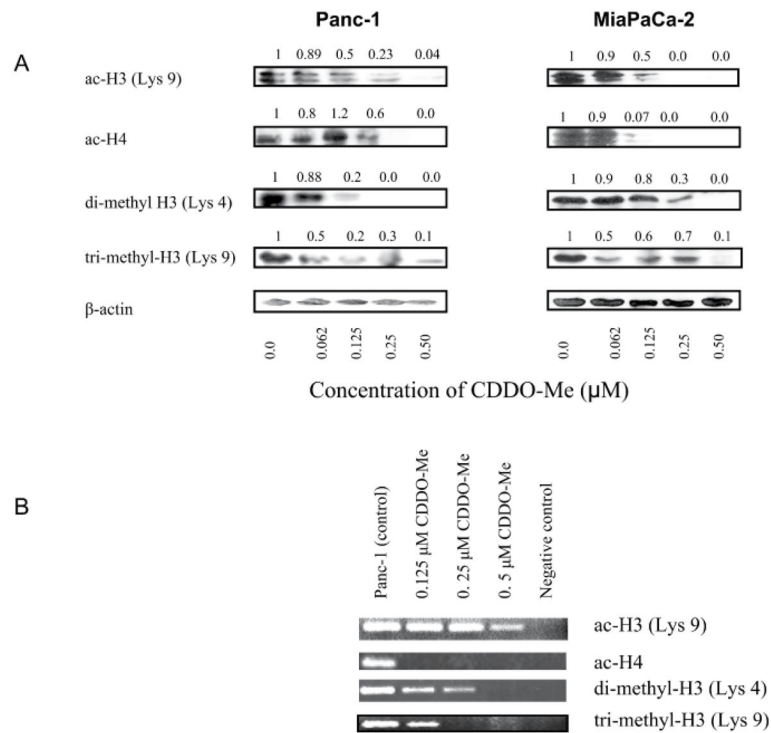 Panc-1 MiaPaCa-2
A
1 0.89 0.5 0.23 0.04 1 0.9 0.5 0.0 0.0
ac-H3 (Lys 9)
1 0.8 1.2 0.6 0.0 1 0.9 0.07 0.0 0.0
ac-H4
1 0.88 0.2 0.0 0.0 1 0.9 0.8 0.3 0.0
di-methyl H3 (Lys 4)
1 0.5 0.2 0.3 0.1 1 0.5 0.6 0.7 0.1
tri-methyl-H3 (Lys 9)
β-actin
0.0 0.062 0.125 0.25 0.50 0.0 0.062 0.125 0.25 0.50
Concentration of CDDO-Me (μM)
B
Panc-1 (control)
0.125 μM CDDO-Me
0. 25 μM CDDO-Me
0. 5 μM CDDO-Me
Negative control
ac-H3 (Lys 9)
ac-H4
di-methyl-H3 (Lys 4)
tri-methyl-H3 (Lys 9)